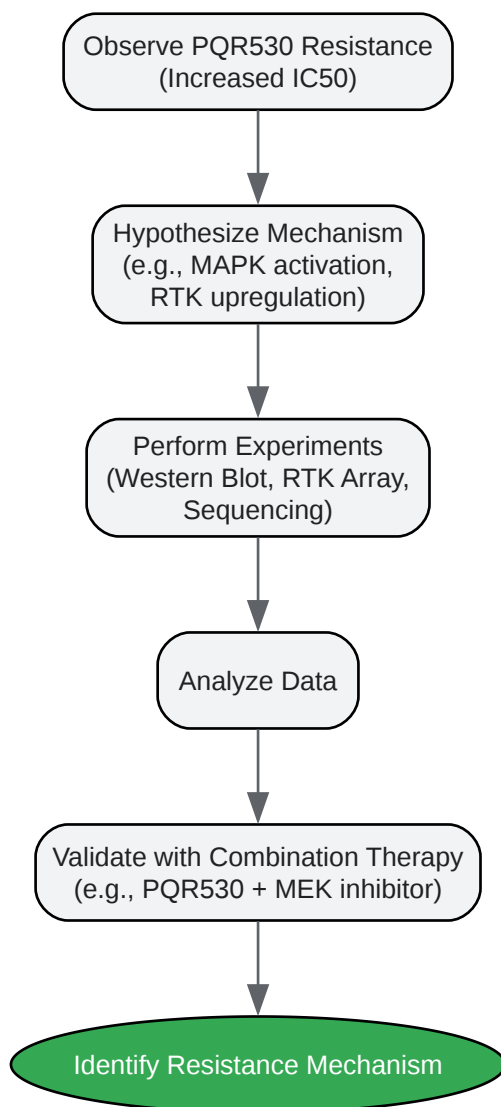 Observe PQR530 Resistance
(Increased IC50)
Hypothesize Mechanism
(e.g., MAPK activation,
RTK upregulation)
Perform Experiments
(Western Blot, RTK Array,
Sequencing)
Analyze Data
Validate with Combination Therapy
(e.g., PQR530 + MEK inhibitor)
Identify Resistance Mechanism